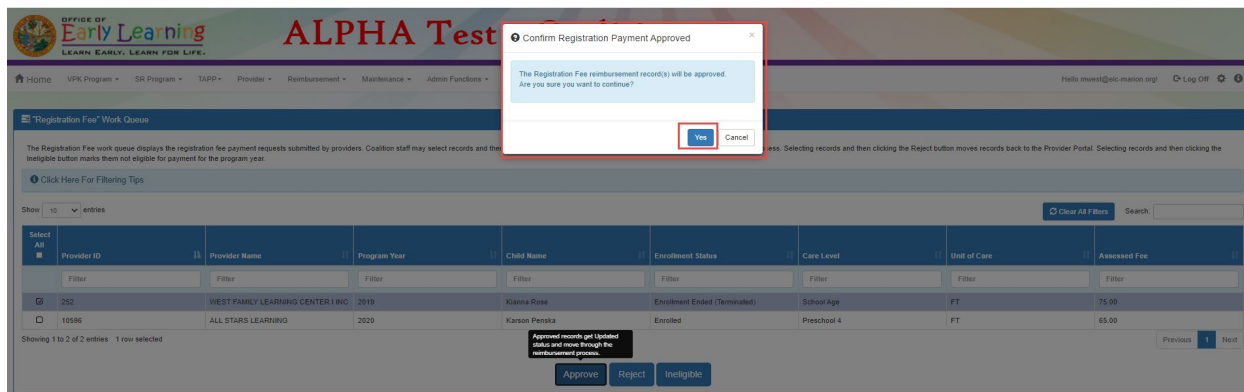 OFFICE OF
Early Learning
LEARN EARLY. LEARN FOR LIFE.
ALPHA Test
Confirm Registration Payment Approved ×
The Registration Fee reimbursement record(s) will be approved.
Are you sure you want to continue?
Yes Cancel
Home VPK Program SR Program TAPP Provider Reimbursement Maintenance Admin Functions
Hello mwest@elc-marion.org! Log Off
"Registration Fee" Work Queue
The Registration Fee work queue displays the registration fee payment requests submitted by providers. Coalition staff may select records and then
ess. Selecting records and then clicking the Reject button moves records back to the Provider Portal. Selecting records and then clicking the
Ineligible button marks them not eligible for payment for the program year.
Click Here For Filtering Tips
Show 10 entries
Clear All Filters Search:
Select All Provider ID Provider Name Program Year Child Name Enrollment Status Care Level Unit of Care Assessed Fee
Filter Filter Filter Filter Filter Filter Filter Filter
252 WEST FAMILY LEARNING CENTER I INC 2019 Kianna Rose Enrollment Ended (Terminated) School Age FT 75.00
10596 ALL STARS LEARNING 2020 Karson Penska Enrolled Preschool 4 FT 65.00
Showing 1 to 2 of 2 entries 1 row selected
Previous 1 Next
Approved records get Updated
status and move through the
reimbursement process.
Approve Reject Ineligible